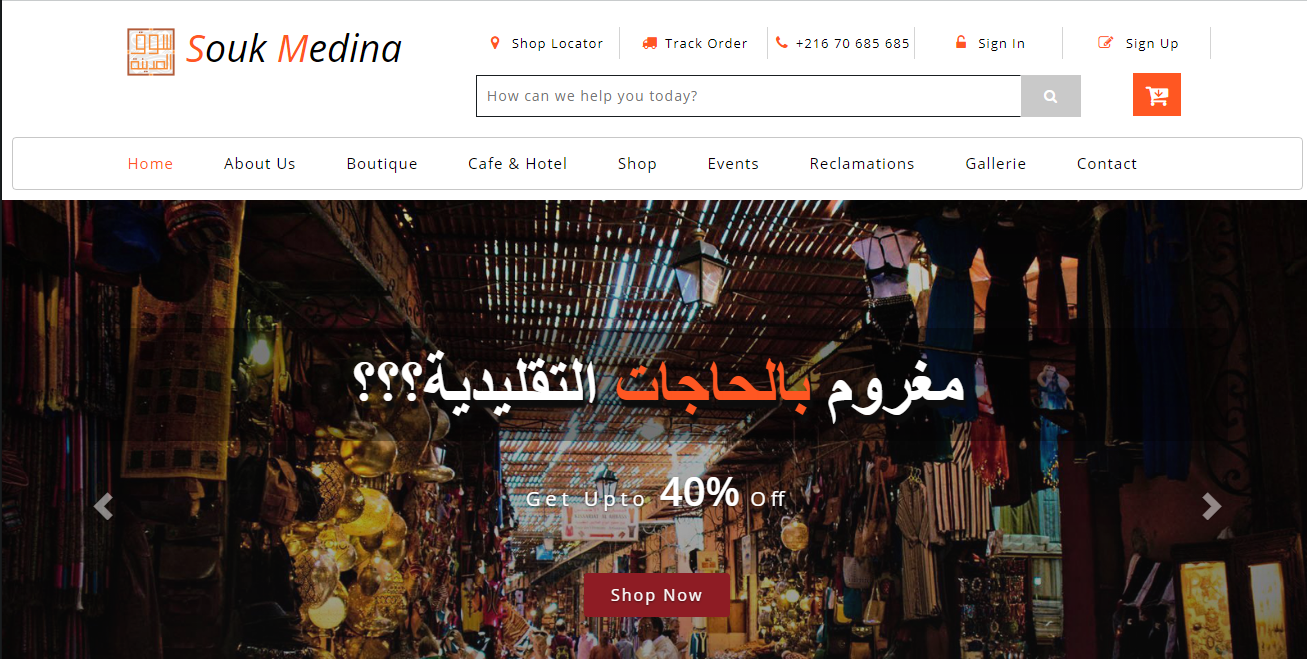 سوق
المدينة
Souk Medina
Shop Locator
Track Order
+216 70 685 685
Sign In
Sign Up
How can we help you today?
Home
About Us
Boutique
Cafe & Hotel
Shop
Events
Reclamations
Gallerie
Contact
مغروم بالحاجات التقليدية؟؟؟
Get Upto 40% Off
Shop Now